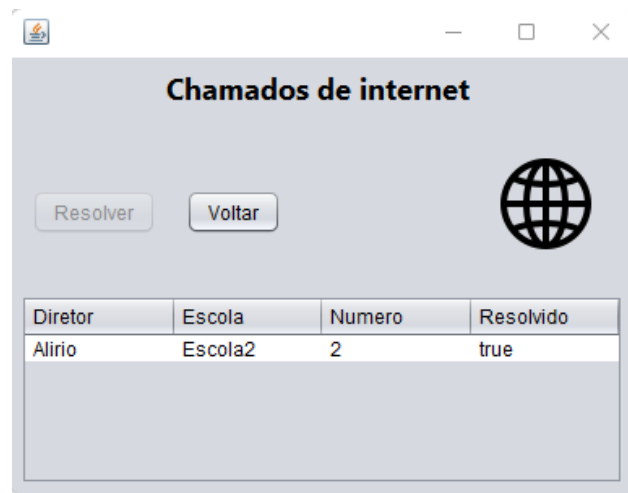 Chamados de internet
Resolver Voltar
Diretor Escola Numero Resolvido
Alirio Escola2 2 true